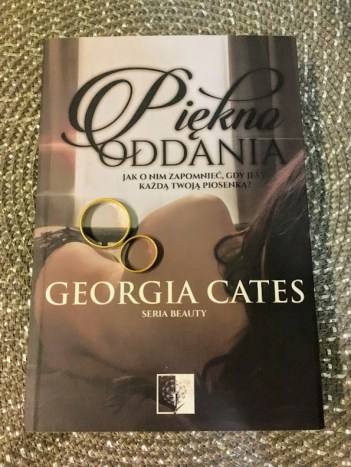 Piękno
ODDANIA
JAK O NIM ZAPOMNIEĆ, GDY JEST
KAŻDĄ TWOJĄ PIOSENKĄ?
GEORGIA CATES
SERIA BEAUTY